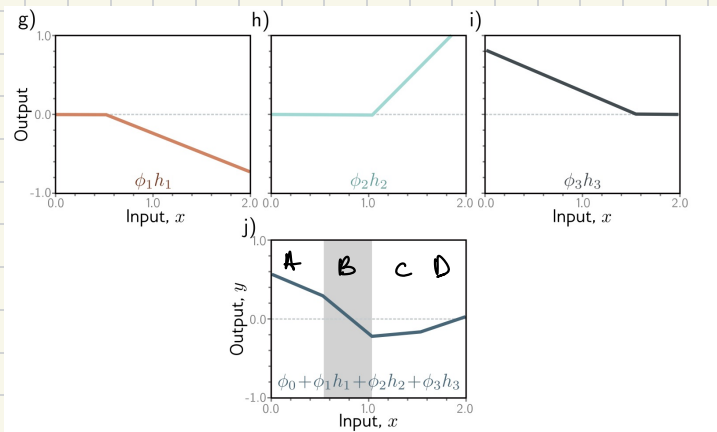 g)
h)
i)
1.0
0.0
-1.0
Output
ϕ₁h₁
0.0 1.0 2.0
Input, x
ϕ₂h₂
0.0 1.0 2.0
ϕ₃h₃
0.0 1.0 2.0
Input, x
j)
1.0
0.0
-1.0
Output, y
A B C D
ϕ₀+ϕ₁h₁+ϕ₂h₂+ϕ₃h₃
0.0 1.0 2.0
Input, x